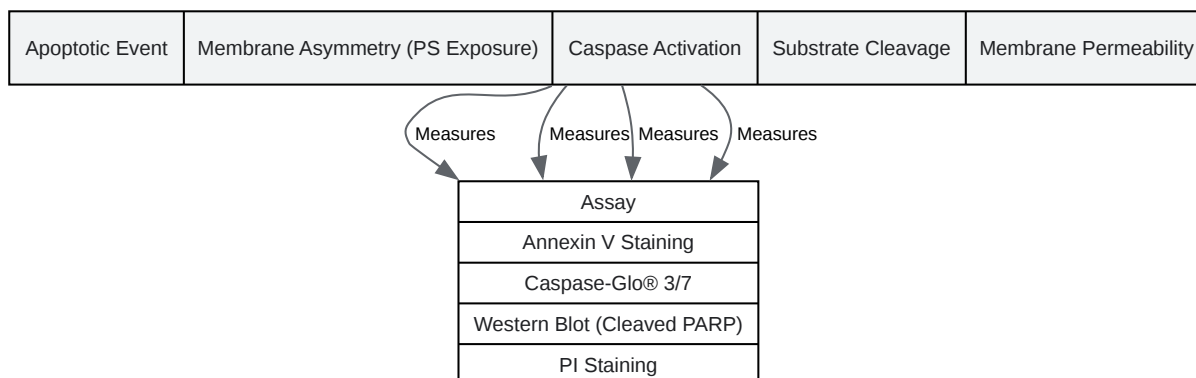 Apoptotic Event Membrane Asymmetry (PS Exposure) Caspase Activation Substrate Cleavage Membrane Permeability
Measures Measures Measures Measures
Assay
Annexin V Staining
Caspase-Glo® 3/7
Western Blot (Cleaved PARP)
PI Staining